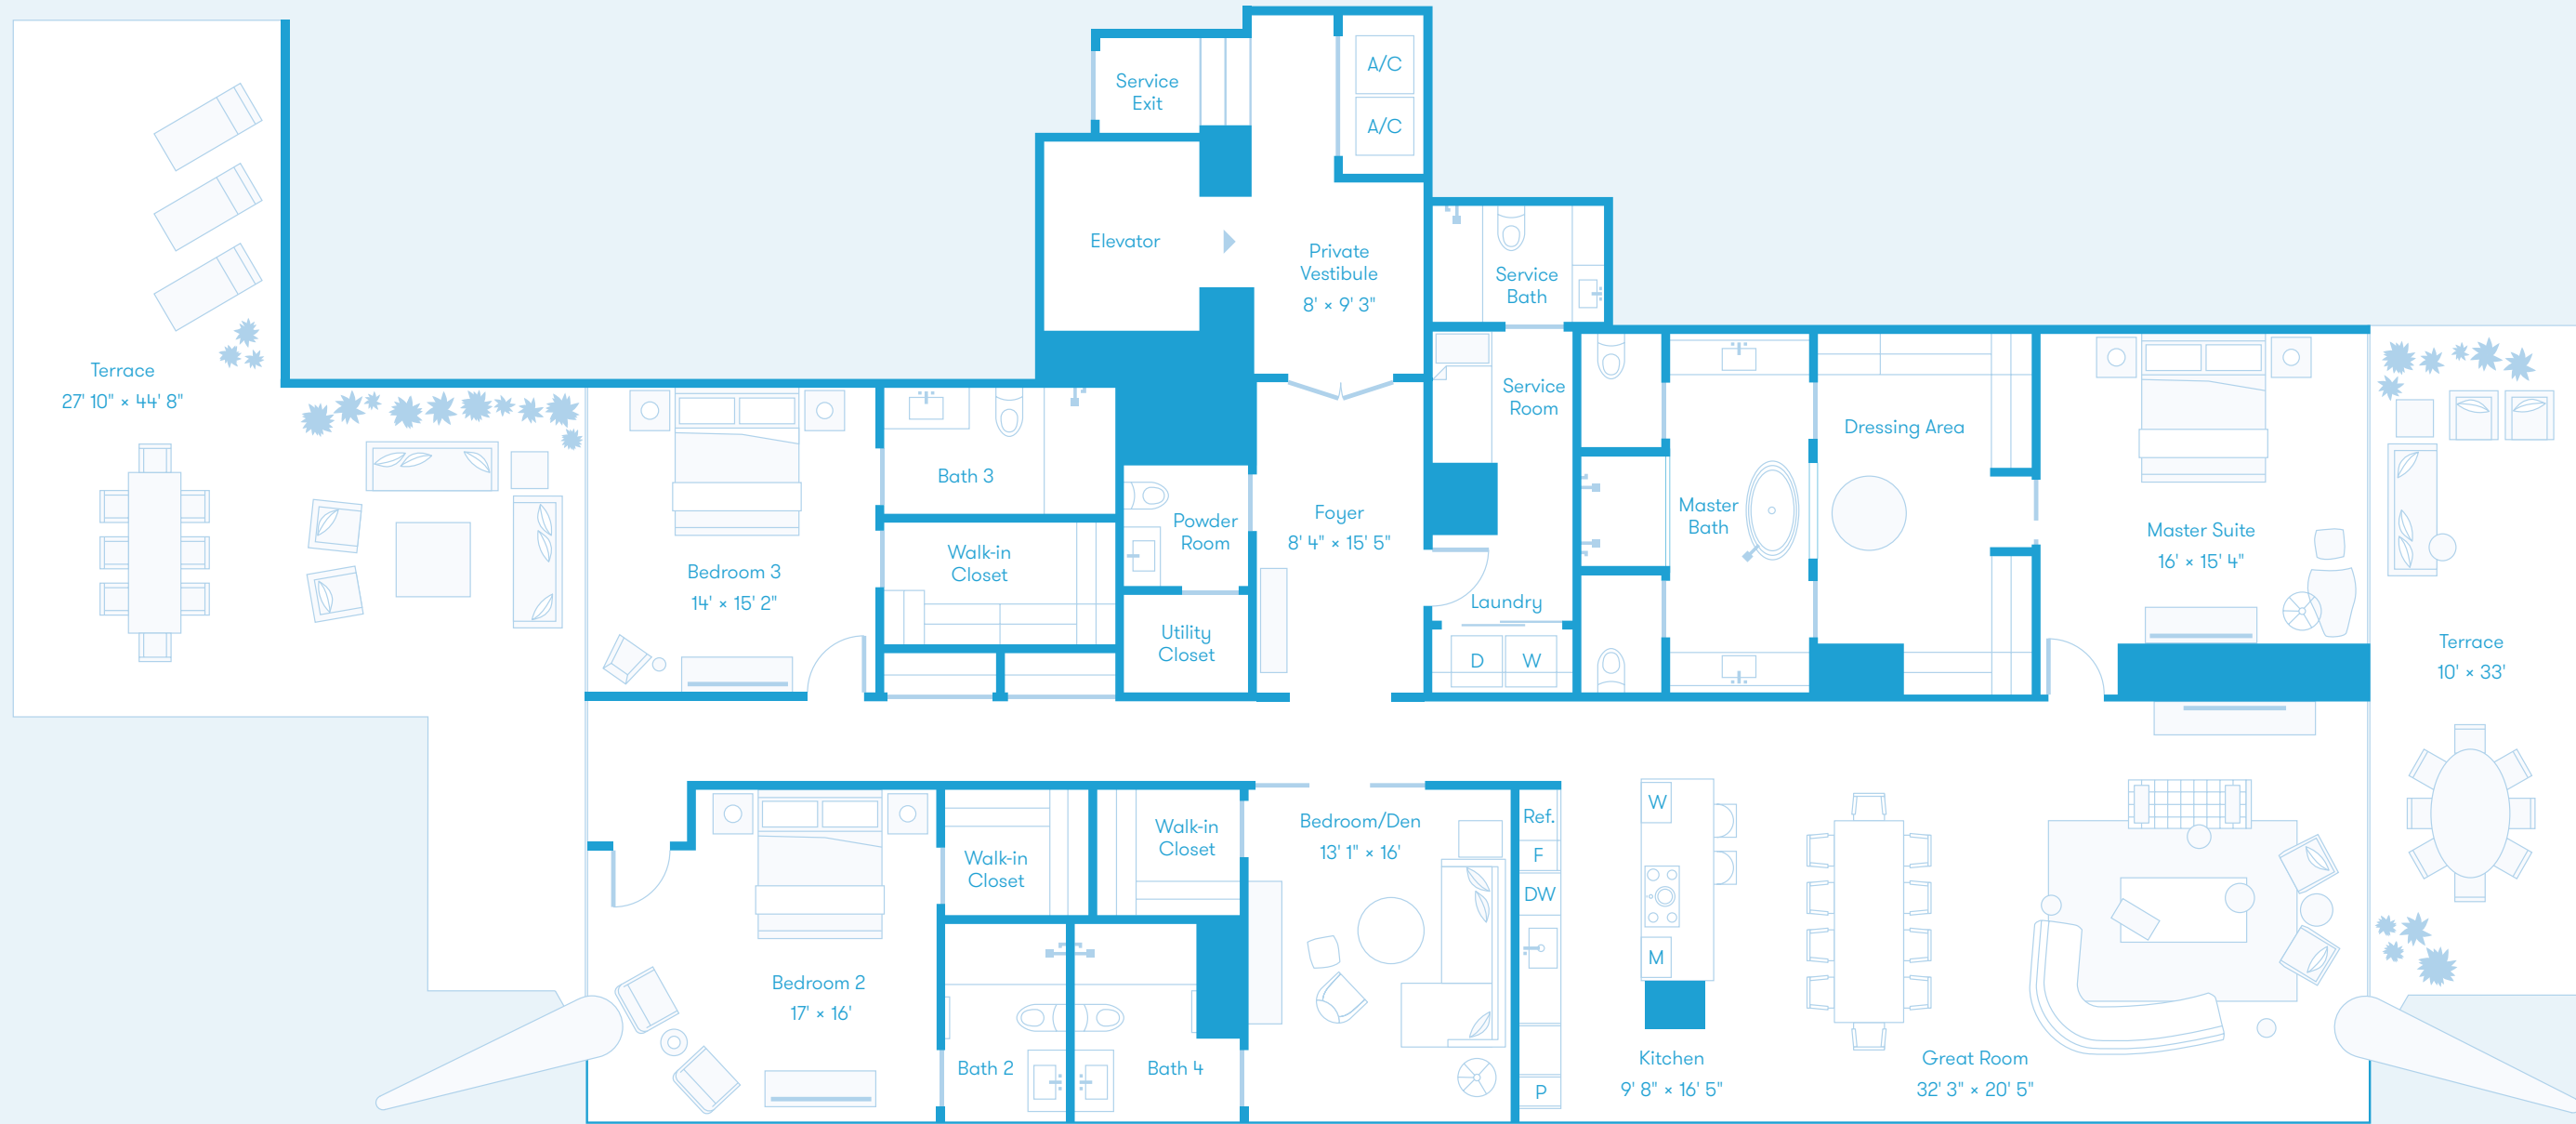 Service
Exit
A/C
A/C
Elevator
Private
Vestibule
8' × 9' 3"
Service
Bath
Terrace
27' 10" × 44' 8"
Service
Room
Dressing Area
Bath 3
Master
Bath
Powder
Room
Foyer
8' 4" × 15' 5"
Master Suite
16' × 15' 4"
Walk-in
Closet
Bedroom 3
14' × 15' 2"
Laundry
Utility
Closet
D
W
Terrace
10' × 33'
Walk-in
Closet
Walk-in
Closet
Bedroom/Den
13' 1" × 16'
Ref.
F
DW
P
W
M
Bedroom 2
17' × 16'
Bath 2
Bath 4
Kitchen
9' 8" × 16' 5"
Great Room
32' 3" × 20' 5"